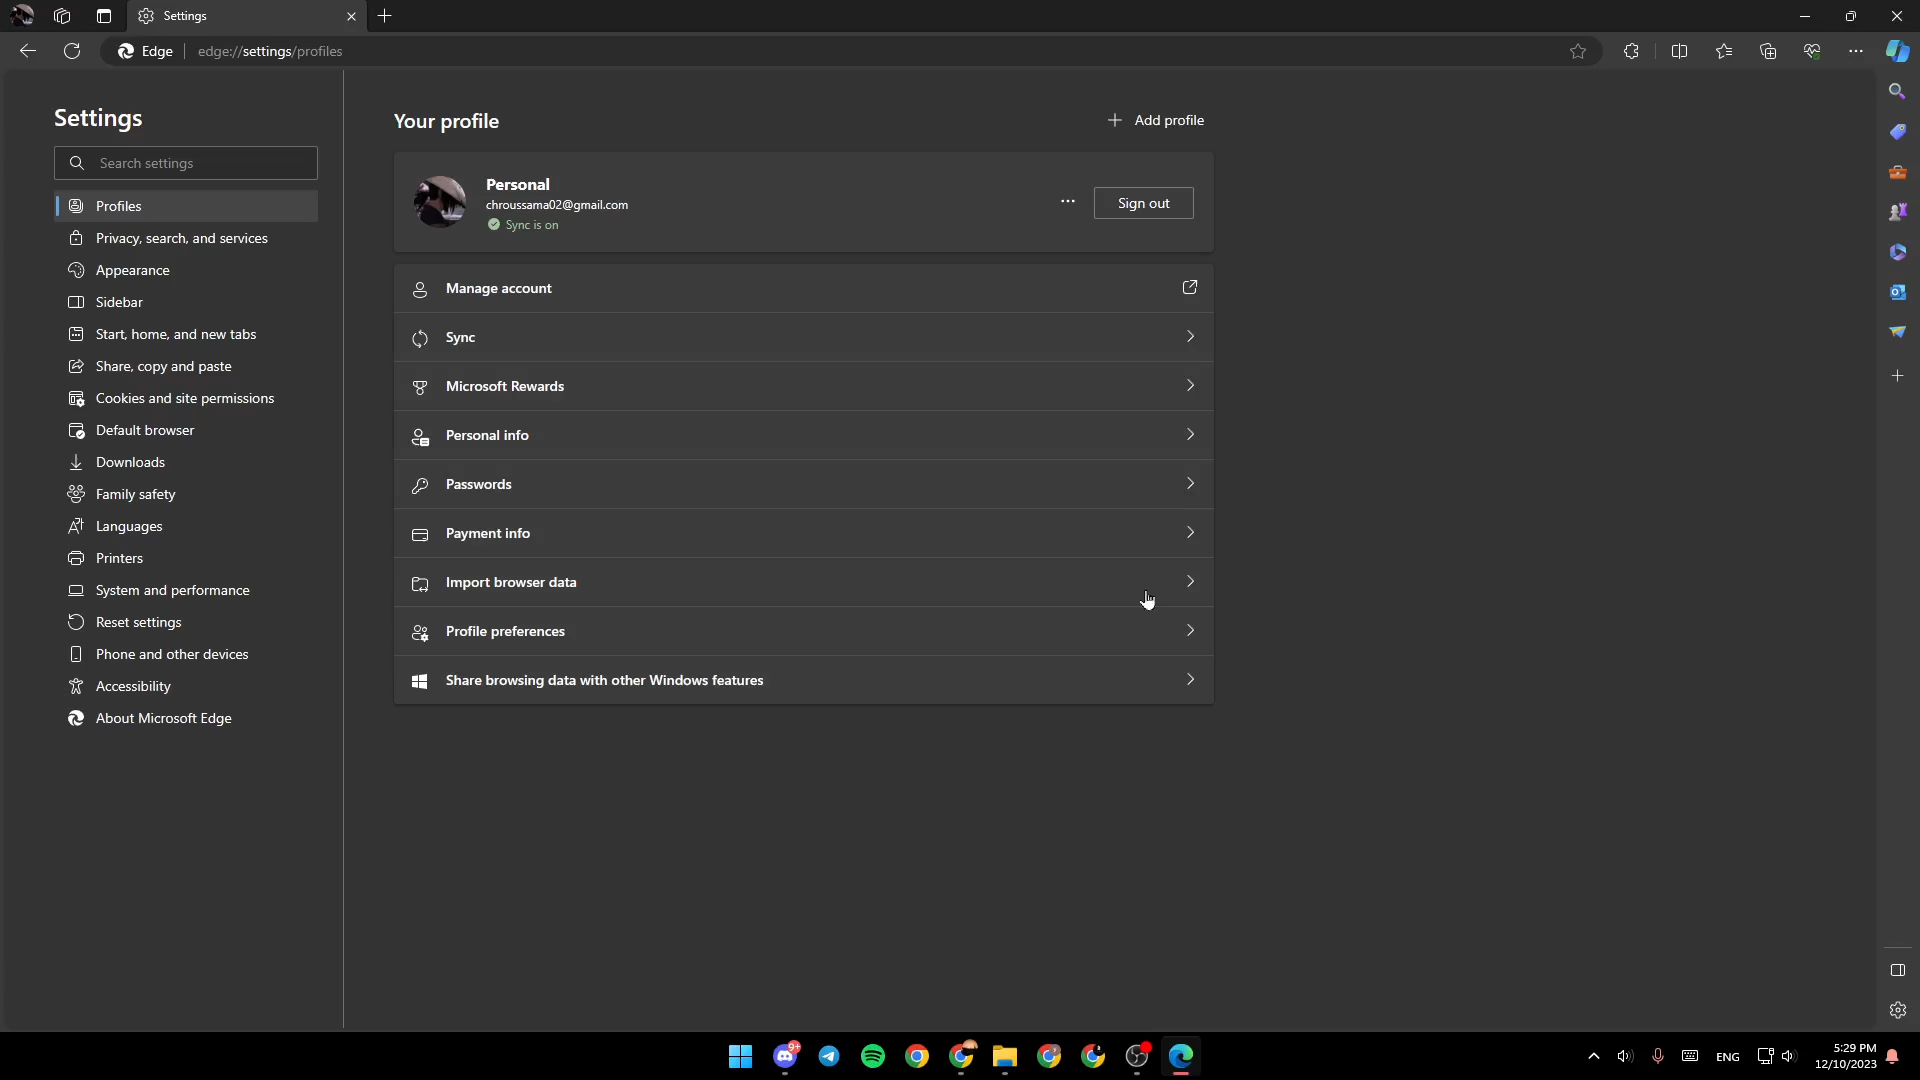 Settings
Edge
edge://settings/profiles
Settings
Search settings
Profiles
Privacy, search, and services
Appearance
Sidebar
Start, home, and new tabs
Share, copy and paste
Cookies and site permissions
Default browser
Downloads
Family safety
Languages
Printers
System and performance
Reset settings
Phone and other devices
Accessibility
About Microsoft Edge
Your profile
Add profile
Personal
chroussama02@gmail.com
Sync is on
Sign out
Manage account
Sync
Microsoft Rewards
Personal info
Passwords
Payment info
Import browser data
Profile preferences
Share browsing data with other Windows features
9+
ENG
5:29 PM
12/10/2023